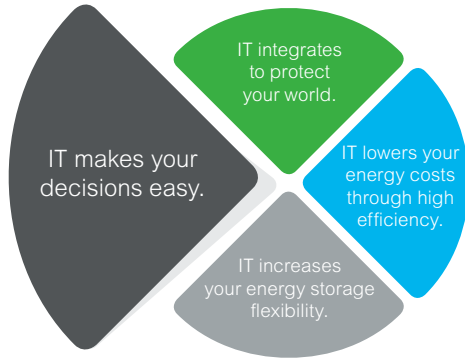 IT makes your
decisions easy.
IT integrates
to protect
your world.
IT lowers your
energy costs
through high
efficiency.
IT increases
your energy storage
flexibility.